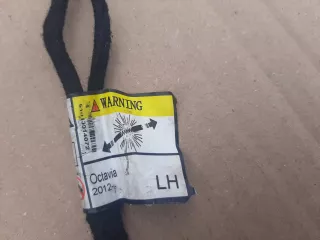 WARNING
Octavia
2012->
LH